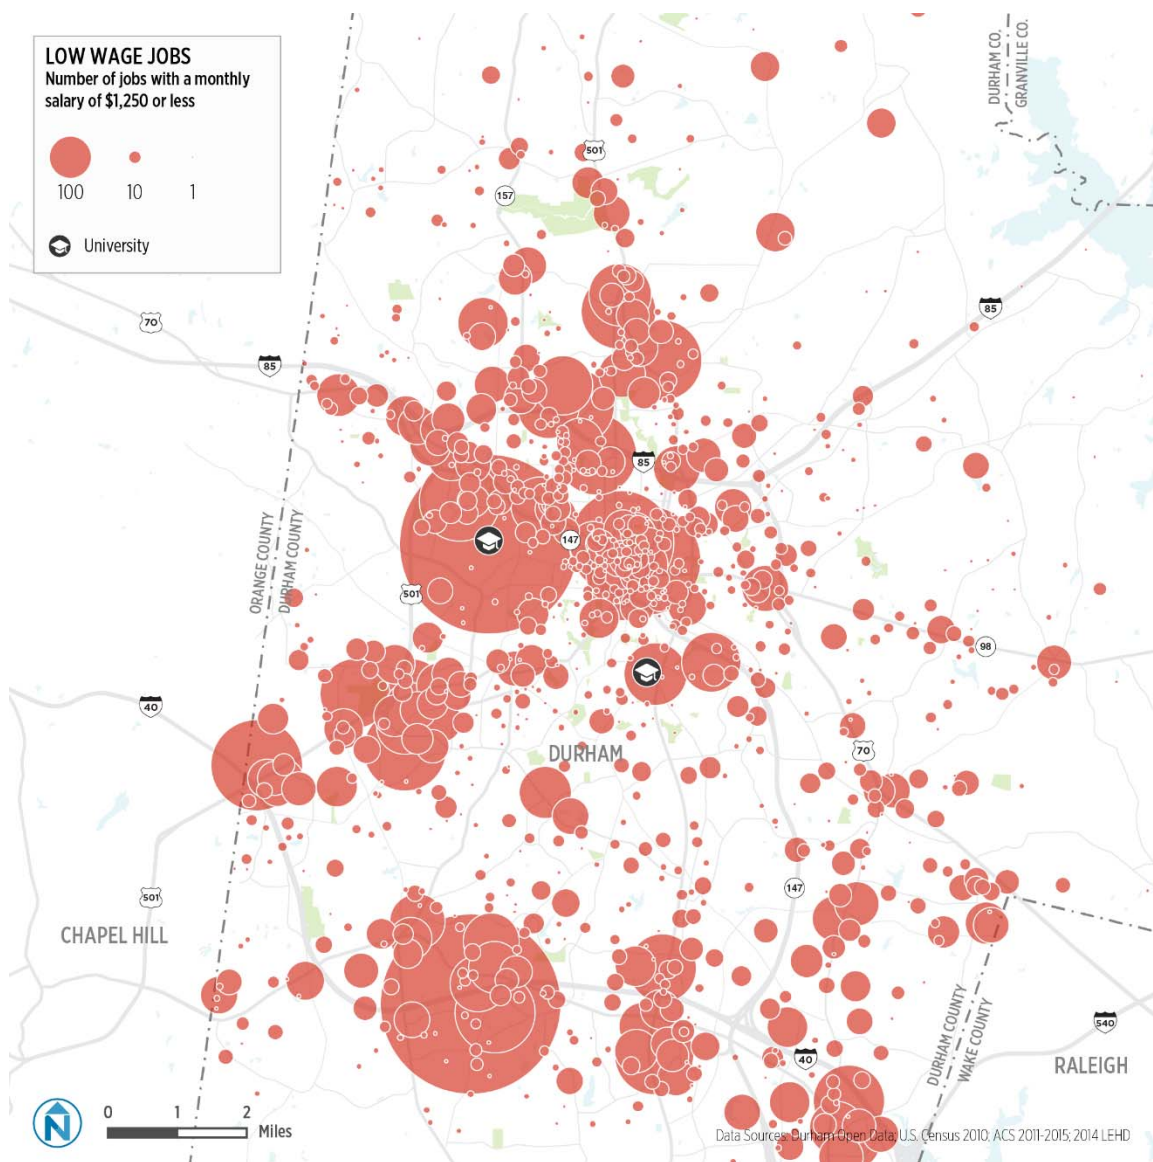 LOW WAGE JOBS
Number of jobs with a monthly
salary of $1,250 or less
100 10 1
University
DURHAM CO.
GRANVILLE CO.
501
157
70
85
85
85
147
ORANGE COUNTY
DURHAM COUNTY
501
98
40
DURHAM
70
147
501
CHAPEL HILL
DURHAM COUNTY
WAKE COUNTY
540
40
RALEIGH
N
0 1 2
Miles
Data Sources: Durham Open Data; U.S. Census 2010; ACS 2011-2015; 2014 LEHD